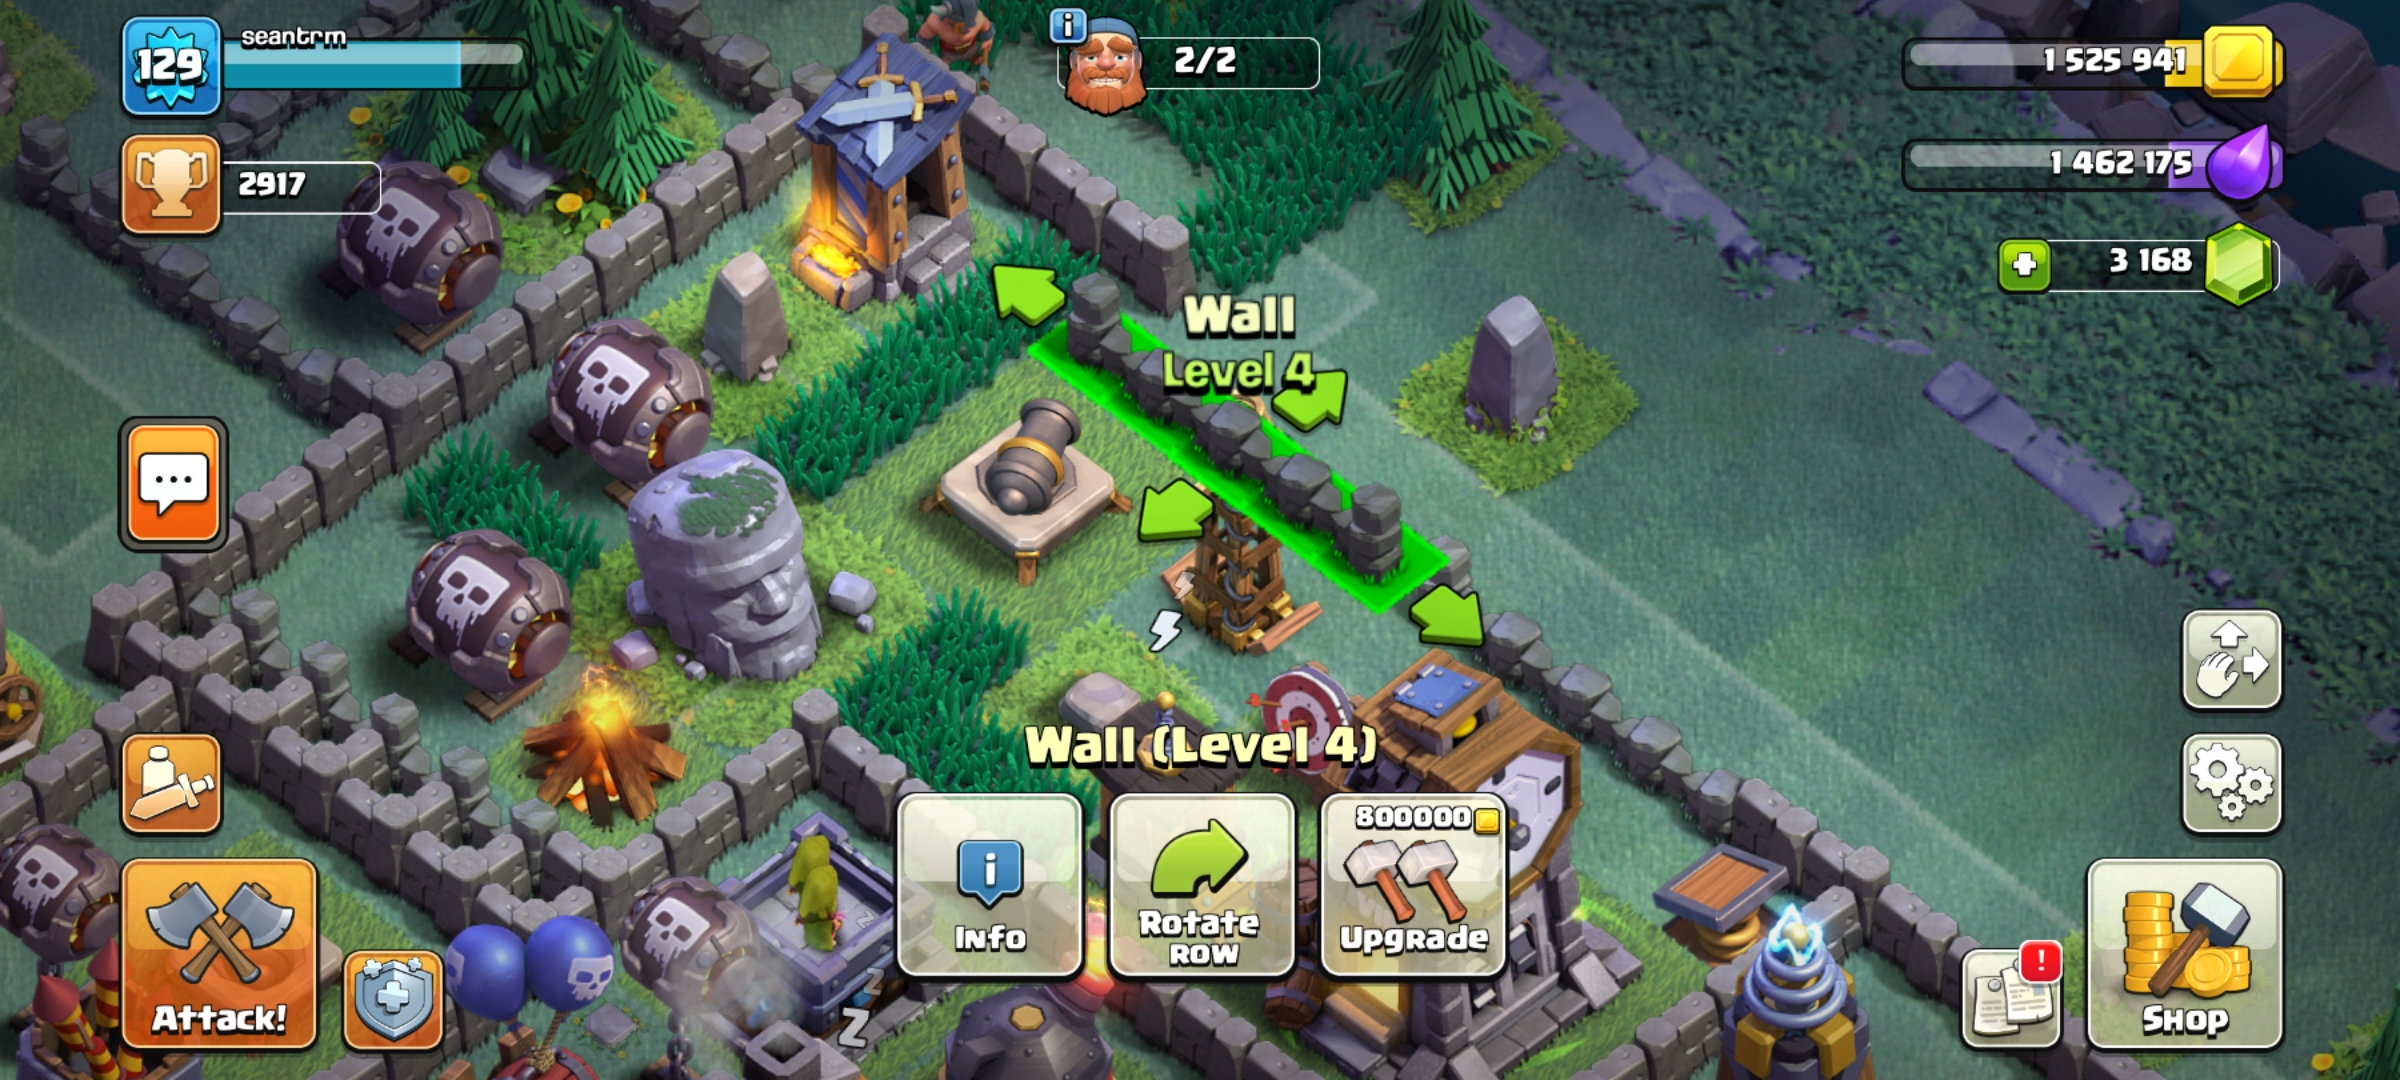 129
seantrm
2917
i
2/2
1 525 941
1 462 175
3 168
Wall
Level 4
Wall (Level 4)
i
Info
Rotate
ROW
800000
Upgrade
Attack!
z
z
Z
!
Shop